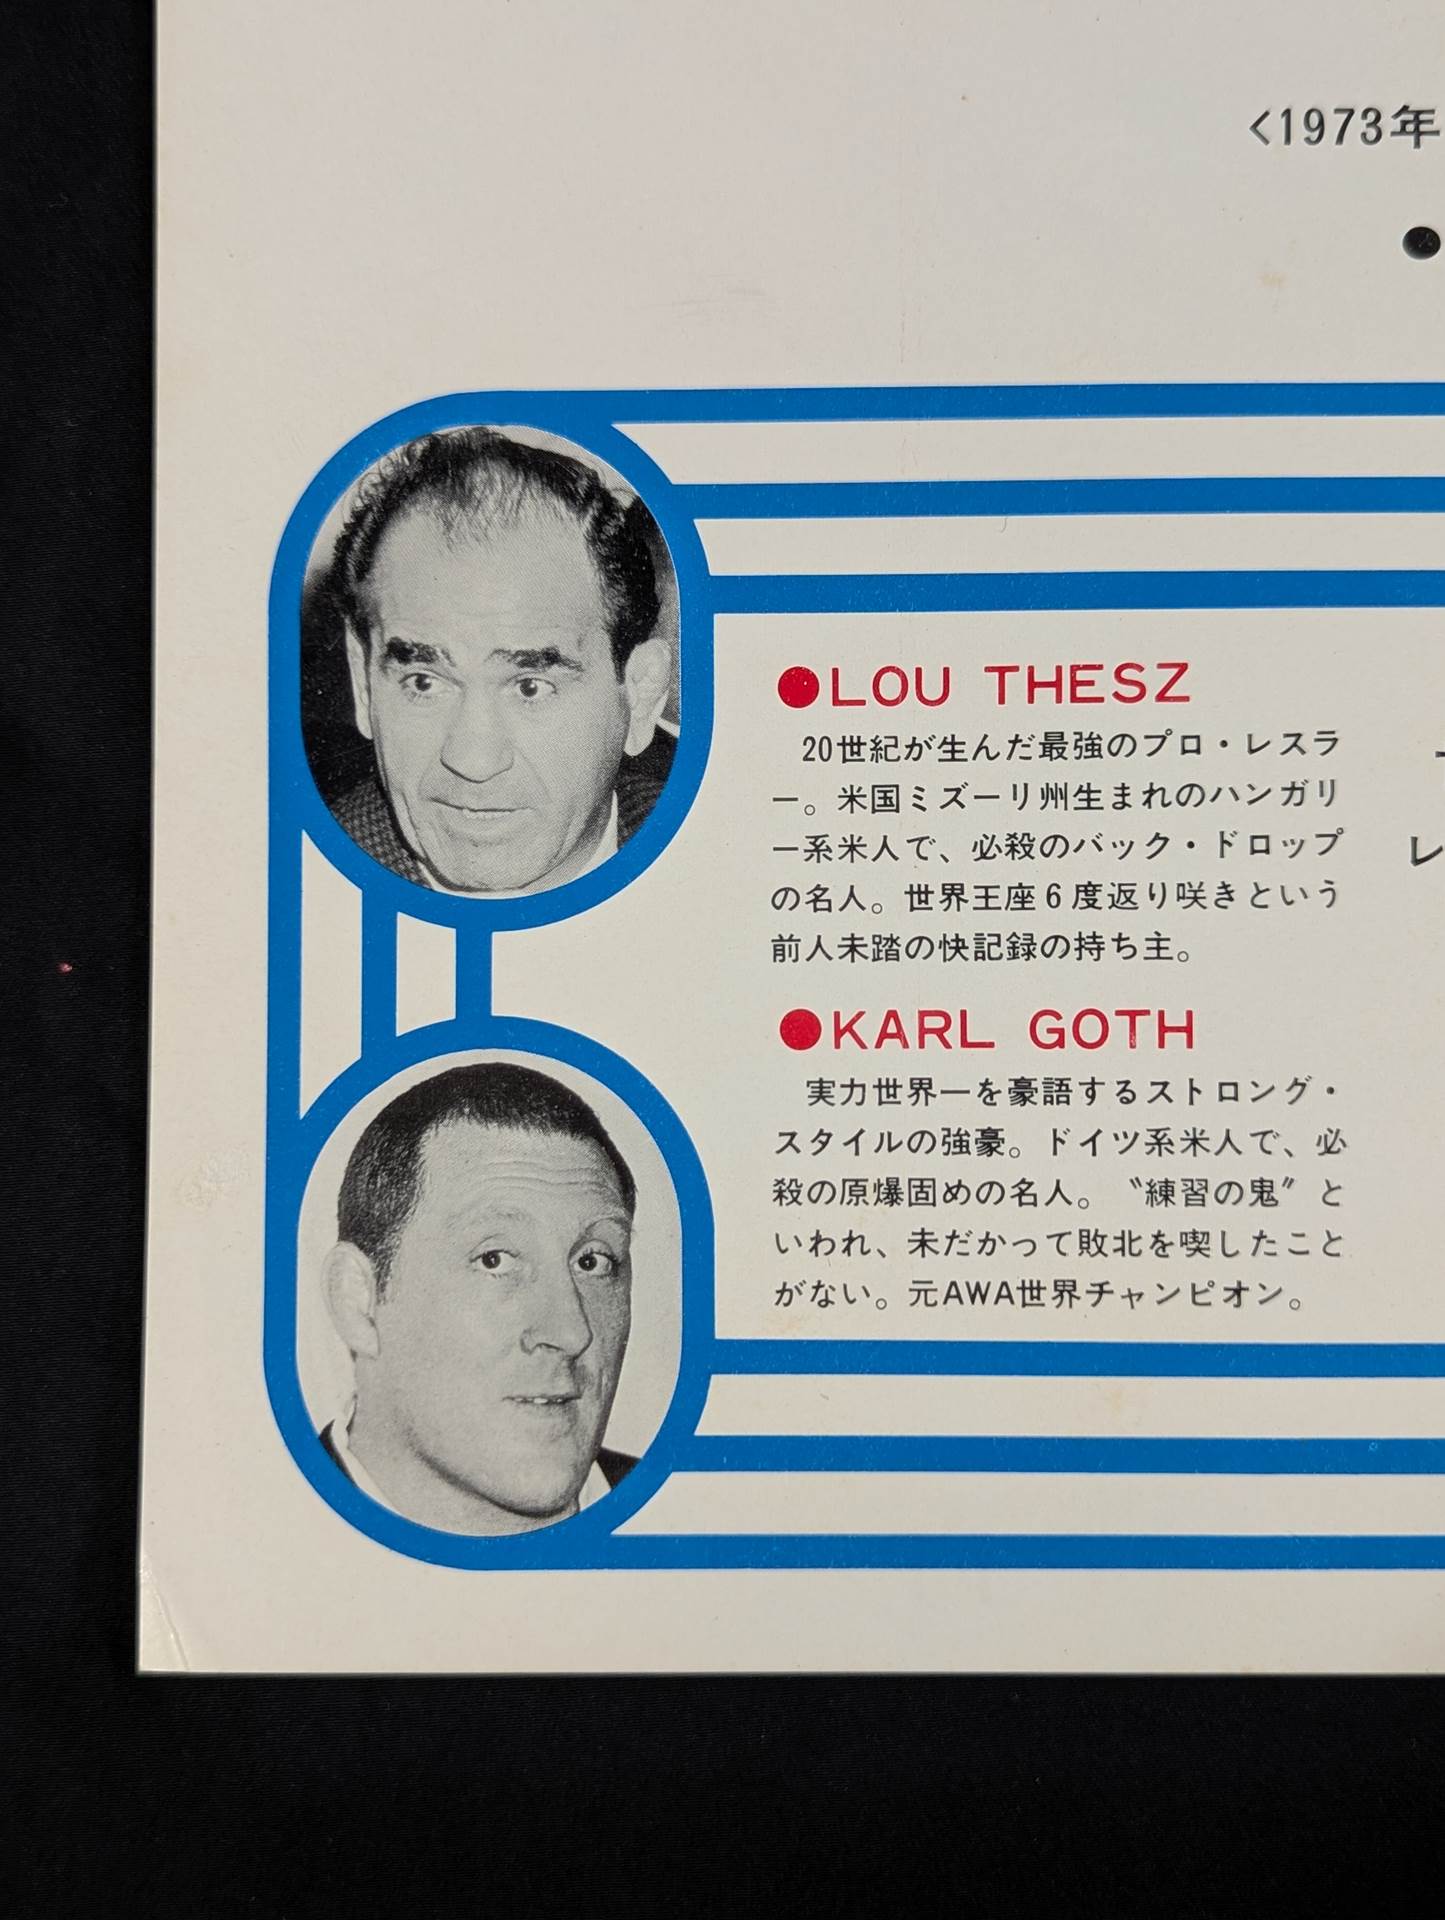 <1973年
●
●LOU THESZ
20世紀が生んだ最強のプロ・レスラ
ー。米国ミズーリ州生まれのハンガリ
ー系米人で、必殺のバック・ドロップ
の名人。世界王座6度返り咲きという
前人未踏の快記録の持ち主。
レ
●KARL GOTH
実力世界一を豪語するストロング・
スタイルの強豪。ドイツ系米人で、必
殺の原爆固めの名人。〝練習の鬼〟と
いわれ、未だかって敗北を喫したこと
がない。元AWA世界チャンピオン。